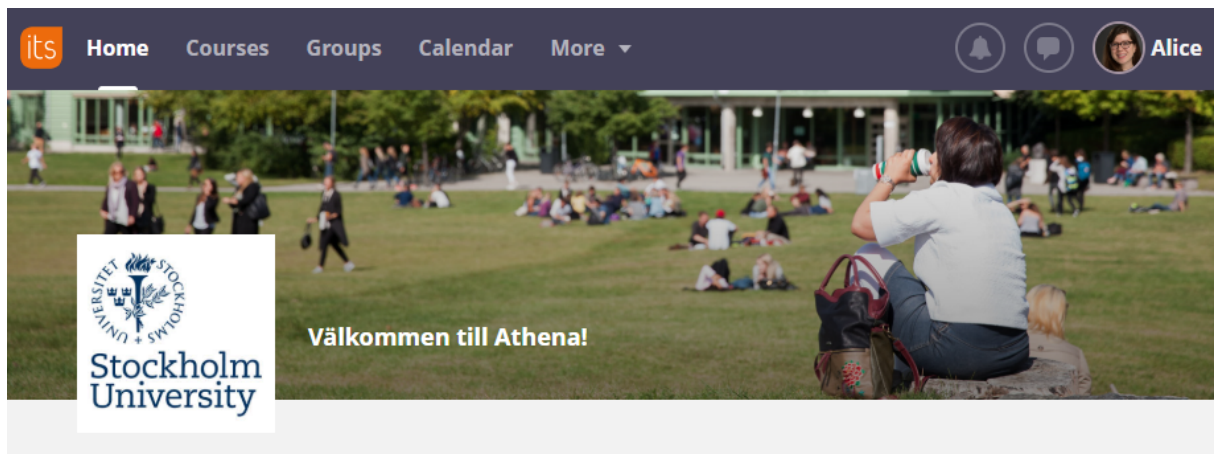 its
Home Courses Groups Calendar More Alice
STOCKHOLMS UNIVERSITET
Stockholm
University
Välkommen till Athena!